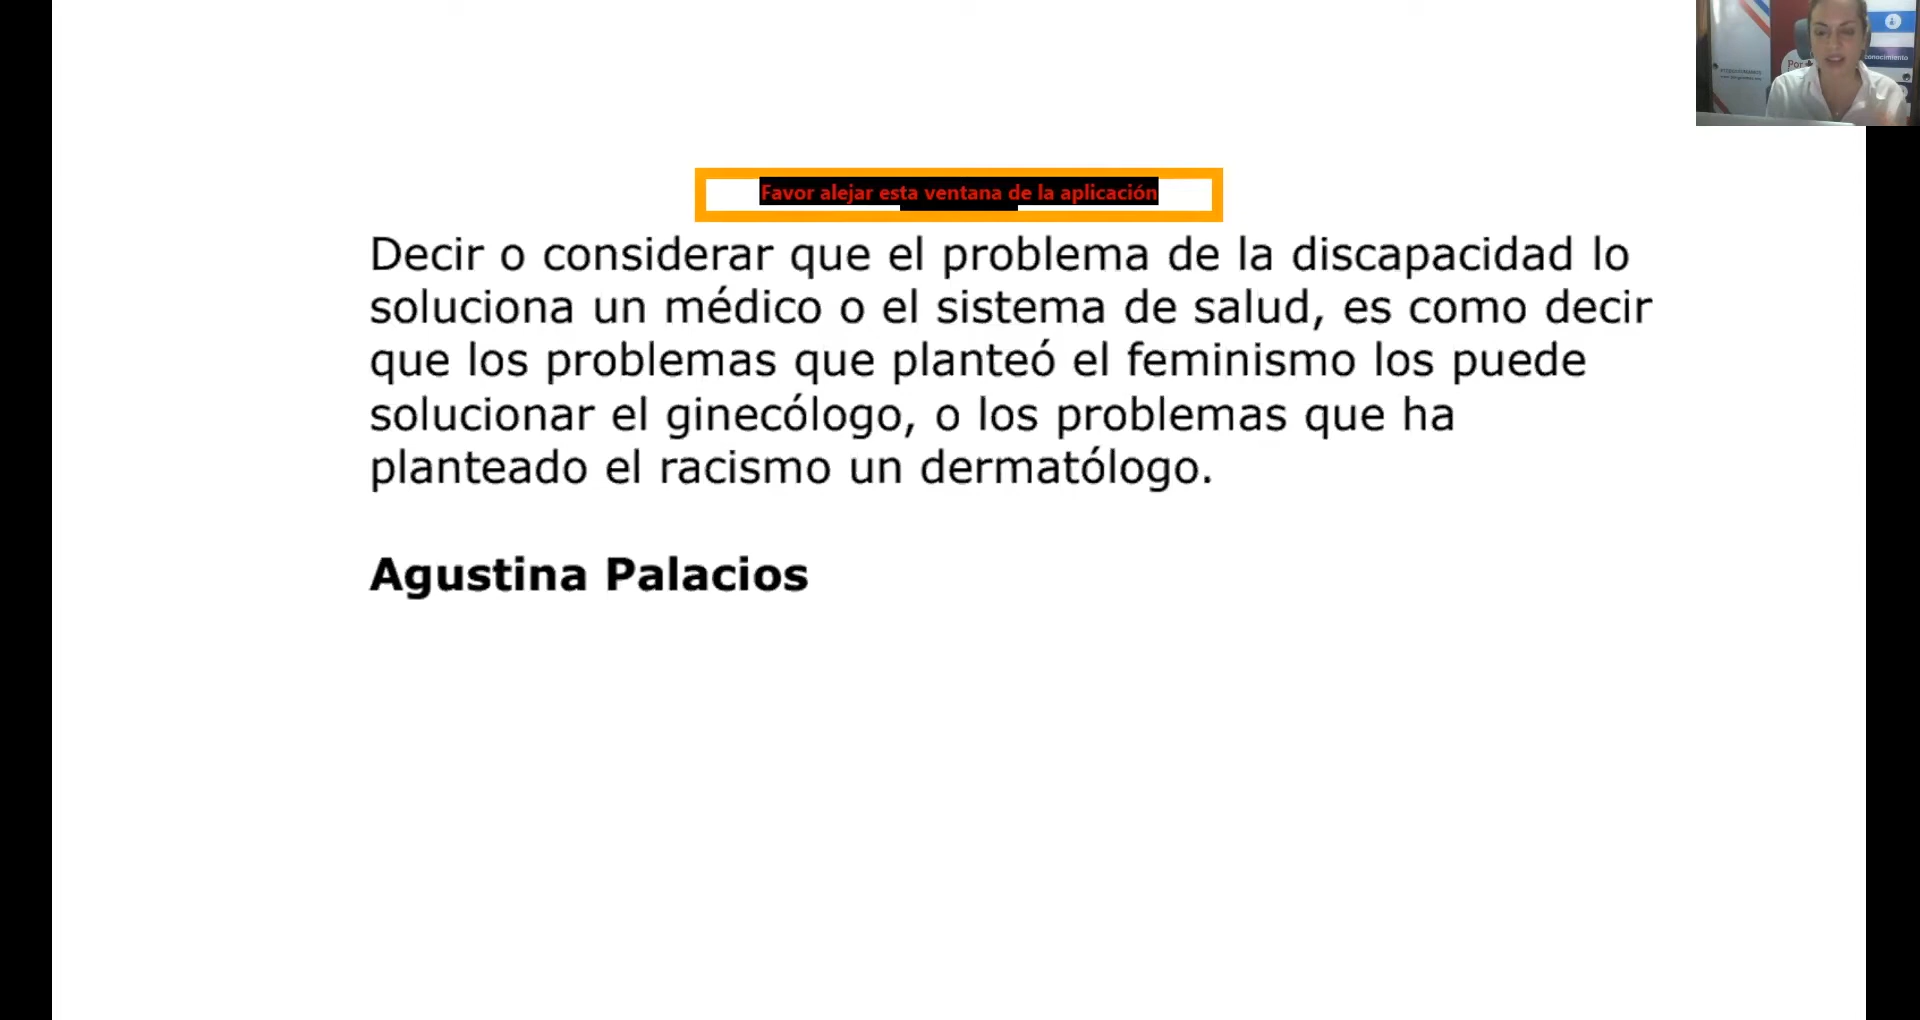 Favor alejar esta ventana de la aplicación
Decir o considerar que el problema de la discapacidad lo
soluciona un médico o el sistema de salud, es como decir
que los problemas que planteó el feminismo los puede
solucionar el ginecólogo, o los problemas que ha
planteado el racismo un dermatólogo.
Agustina Palacios
Por
conocimiento